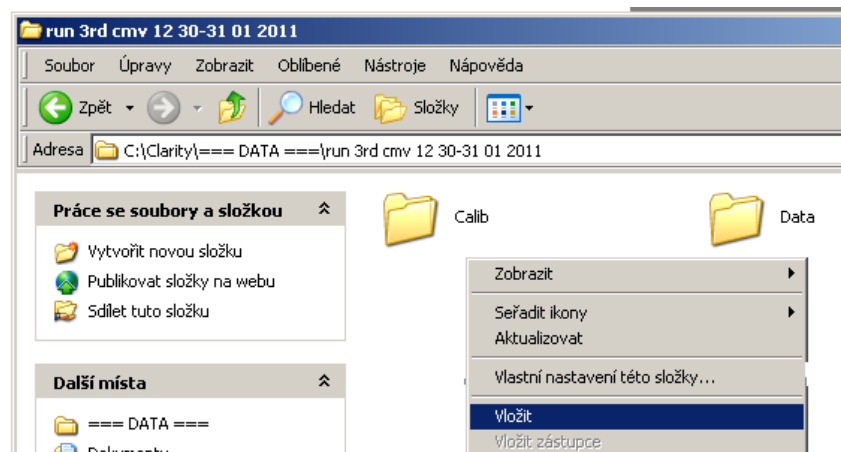 run 3rd cmv 12 30-31 01 2011
Soubor Úpravy Zobrazit Oblíbené Nástroje Nápověda
Zpět Hledat Složky
Adresa C:\Clarity\=== DATA ===\run 3rd cmv 12 30-31 01 2011
Práce se soubory a složkou
Vytvořit novou složku
Publikovat složky na webu
Sdílet tuto složku
Další místa
=== DATA ===
Dokumenty
Calib Data
Zobrazit
Seřadit ikony
Aktualizovat
Vlastní nastavení této složky...
Vložit
Vložit zástupce